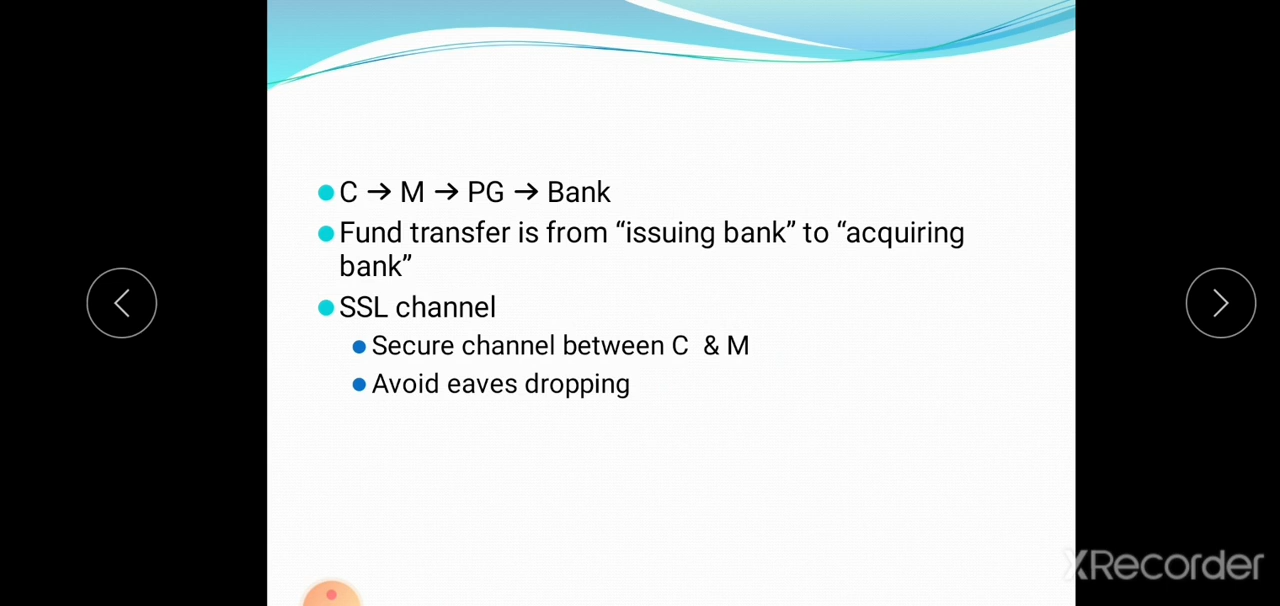 C → M → PG → Bank
Fund transfer is from “issuing bank” to “acquiring
bank”
SSL channel
Secure channel between C & M
Avoid eaves dropping
XRecorder